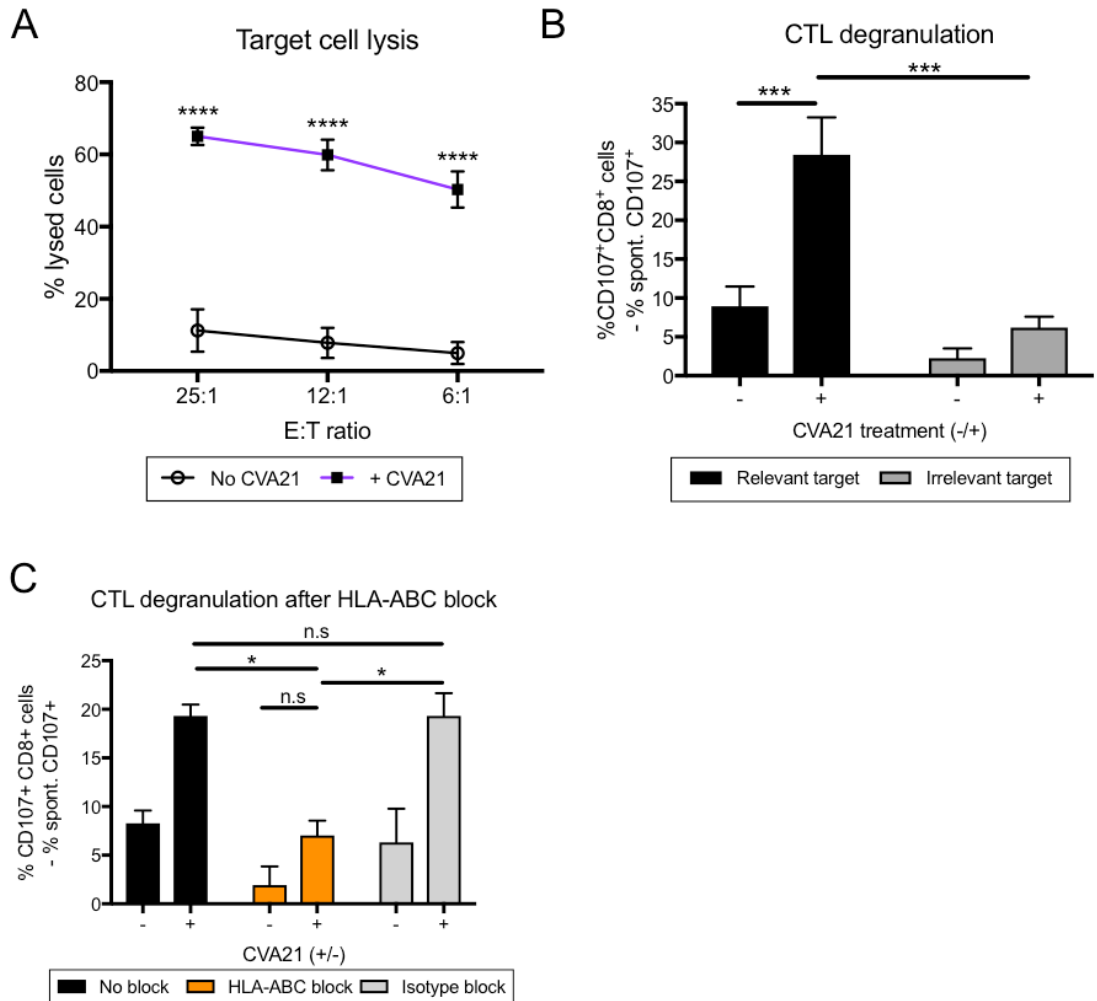 A
Target cell lysis
80
60
40
20
0
% lysed cells
****
****
****
25:1
12:1
6:1
E:T ratio
No CVA21
+ CVA21
B
CTL degranulation
***
***
35
30
25
20
15
10
5
0
%CD107⁺CD8⁺ cells
- % spont. CD107⁺
-
+
-
+
CVA21 treatment (-/+)
Relevant target
Irrelevant target
C
CTL degranulation after HLA-ABC block
n.s
*
*
n.s
25
20
15
10
5
0
% CD107+ CD8+ cells
- % spont. CD107+
-
+
-
+
-
+
CVA21 (+/-)
No block
HLA-ABC block
Isotype block